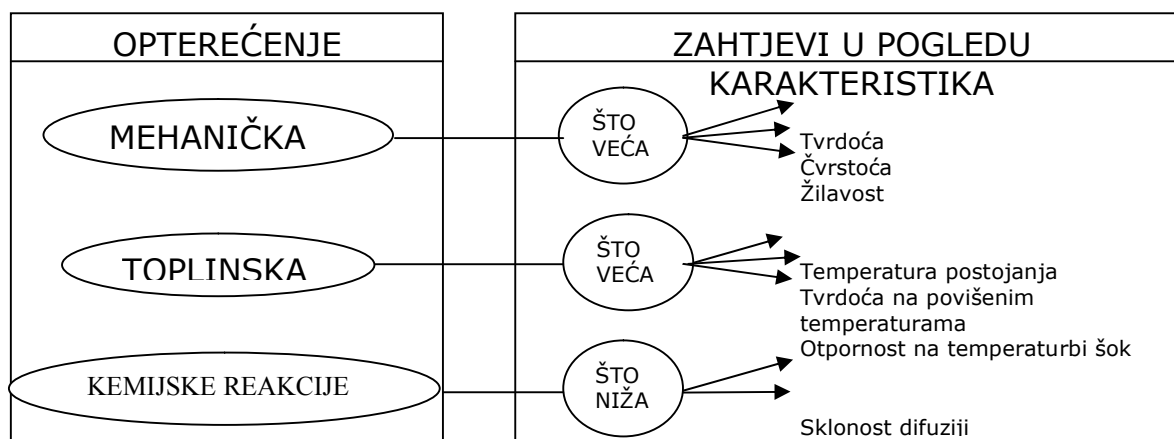 OPTEREĆENJE
ZAHTJEVI U POGLEDU
KARAKTERISTIKA
MEHANIČKA
ŠTO
VEĆA
Tvrdoća
Čvrstoća
Žilavost
TOPLINSKA
ŠTO
VEĆA
Temperatura postojanja
Tvrdoća na povišenim
temperaturama
Otpornost na temperaturbi šok
KEMIJSKE REAKCIJE
ŠTO
NIŽA
Sklonost difuziji